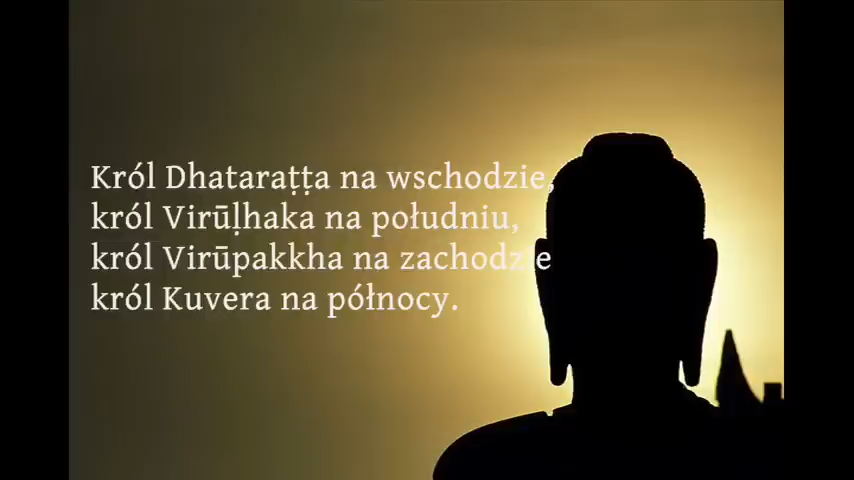 Król Dhataraṭṭa na wschodzie,
król Virūḷhaka na południu,
król Virūpakkha na zachodzie
król Kuvera na północy.